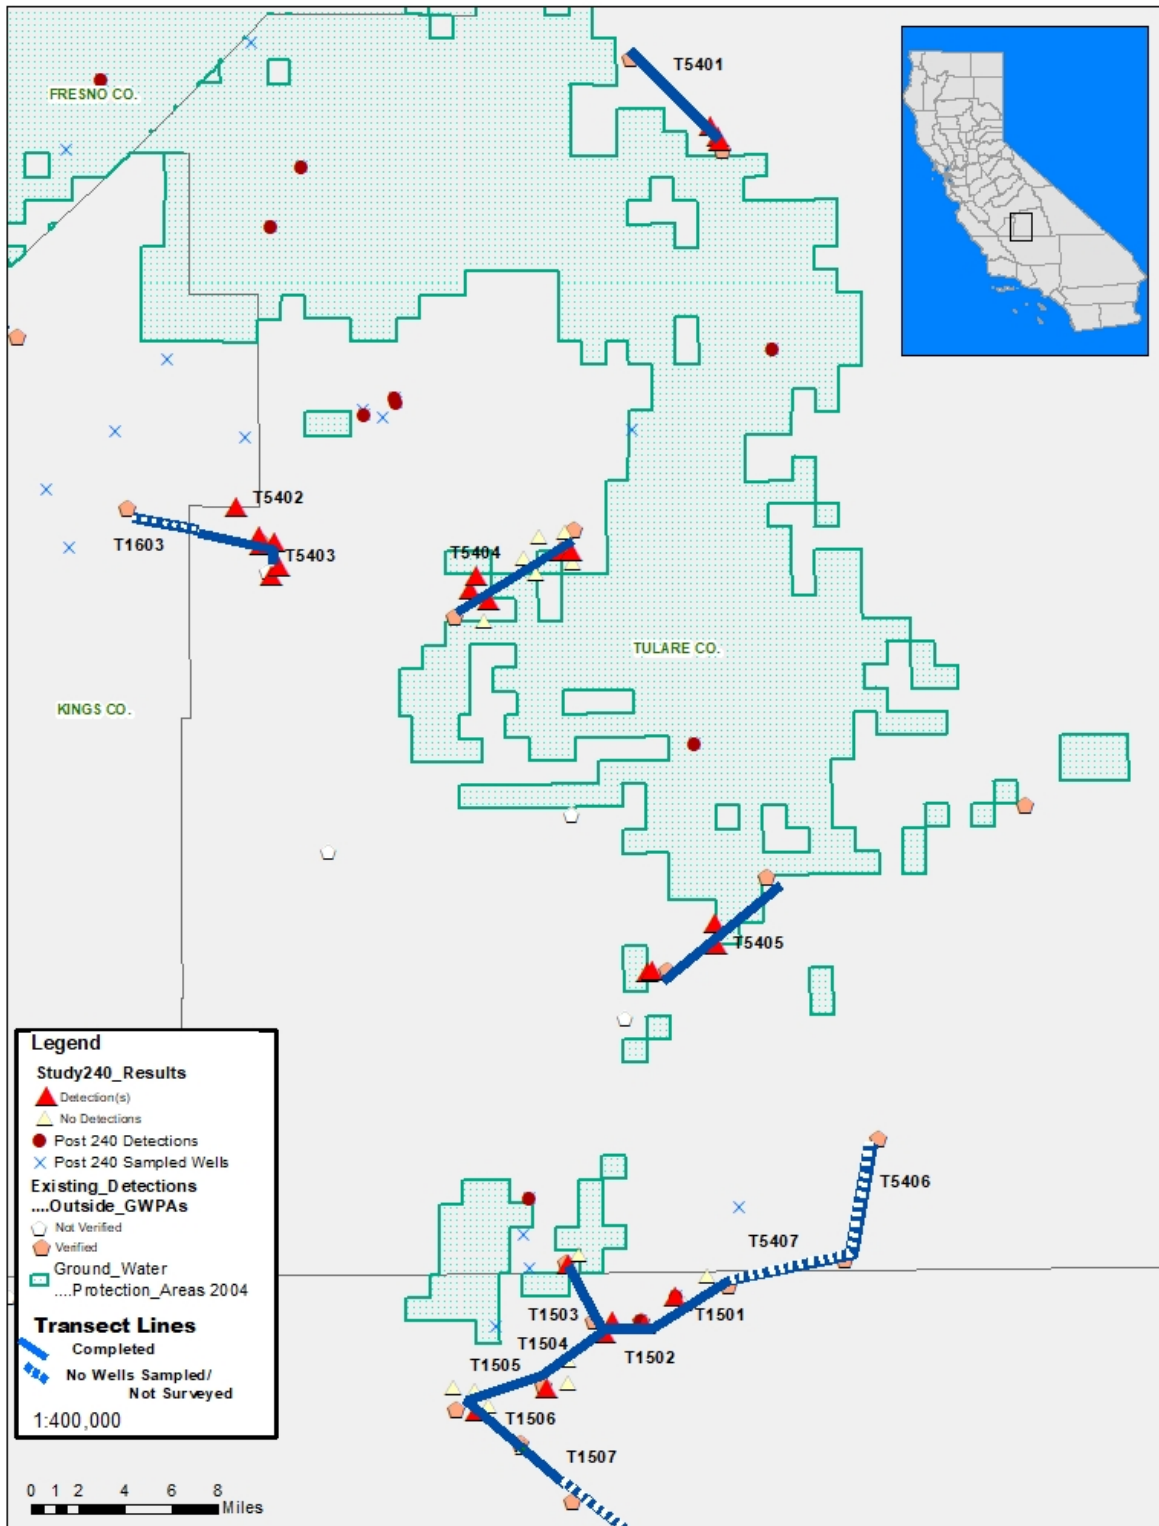 T5401
FRESNO CO.
T5402
T1603
T5403
T5404
TULARE CO.
KINGS CO.
T5405
Legend
Study240_Results
Detection(s)
No Detections
Post 240 Detections
Post 240 Sampled Wells
Existing_Detections
....Outside_GWPAs
Not Verified
Verified
Ground_Water
....Protection_Areas 2004
Transect Lines
Completed
No Wells Sampled/
Not Surveyed
1:400,000
T5406
T5407
T1503
T1501
T1504
T1502
T1505
T1506
T1507
0 1 2 4 6 8
Miles